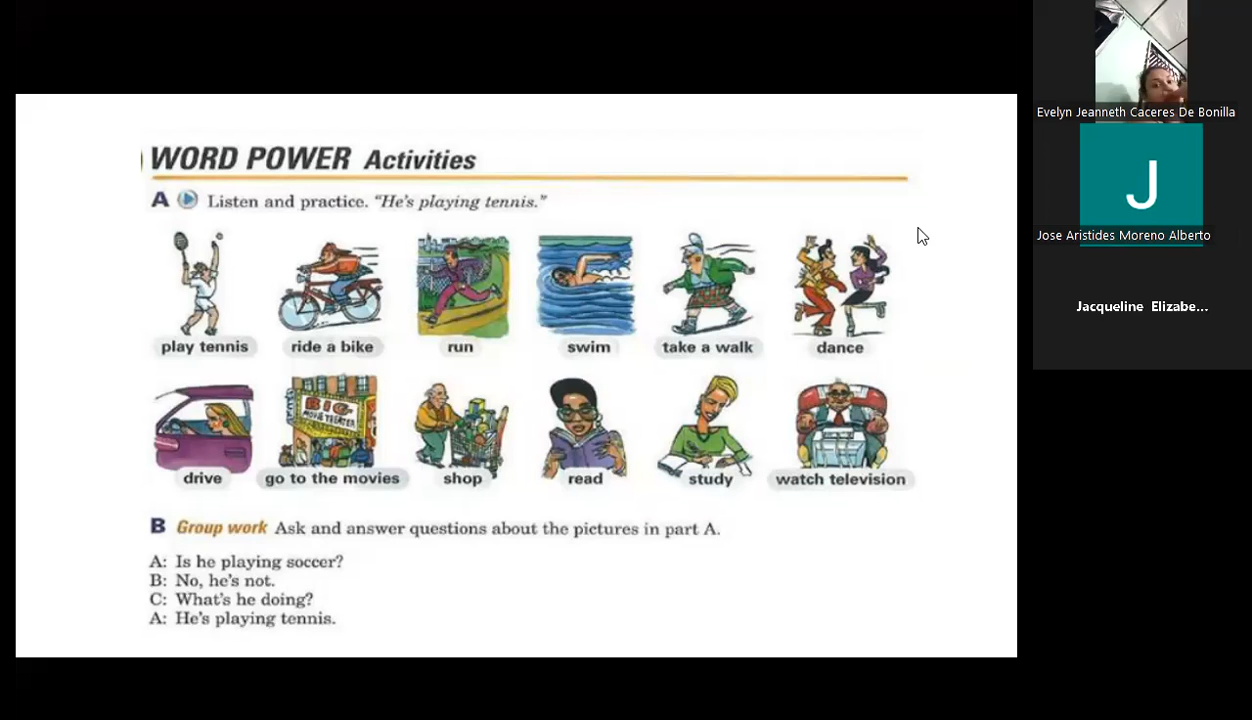 WORD POWER Activities
A Listen and practice. "He's playing tennis."
play tennis ride a bike run swim take a walk dance
BIG
MOVIE THEATER
drive go to the movies shop read study watch television
B Group work Ask and answer questions about the pictures in part A.
A: Is he playing soccer?
B: No, he's not.
C: What's he doing?
A: He's playing tennis.
Evelyn Jeanneth Caceres De Bonilla
J
Jose Aristides Moreno Alberto
Jacqueline Elizabe...